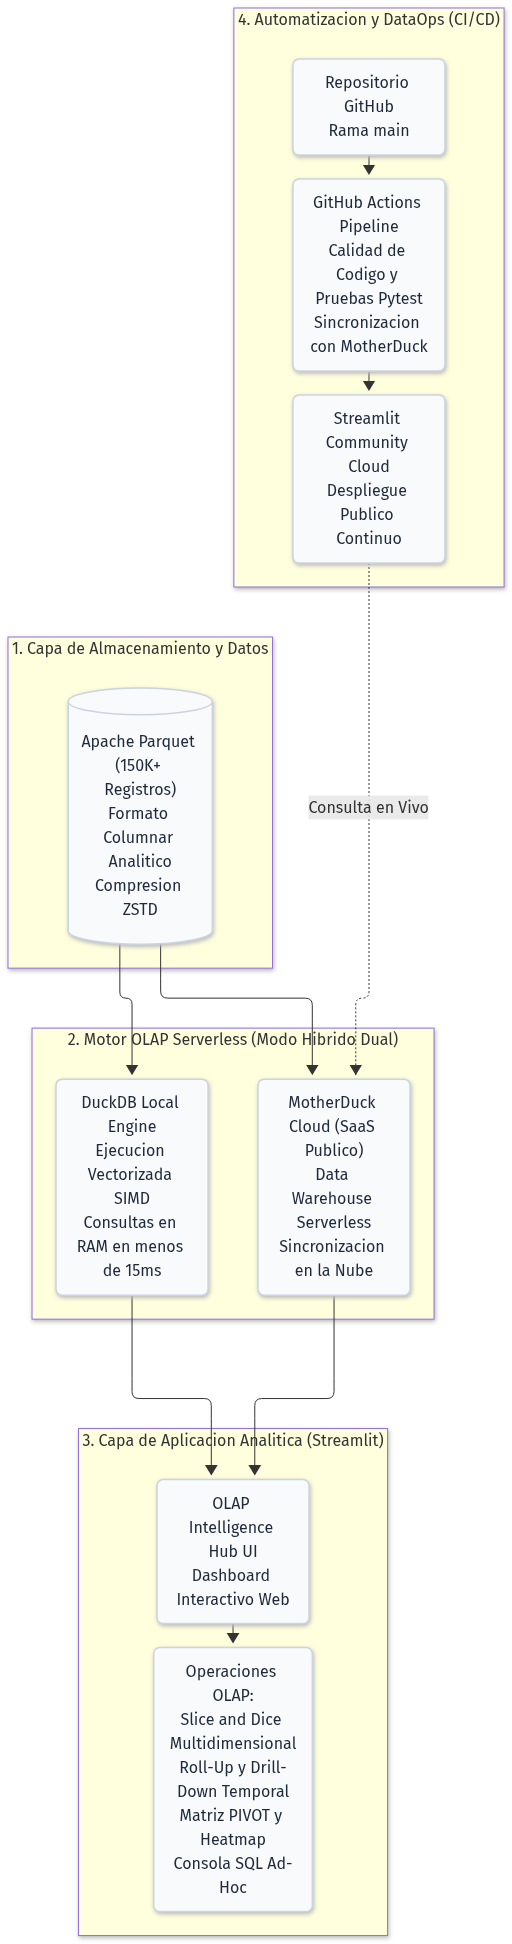 4. Automatizacion y DataOps (CI/CD)
Repositorio
GitHub
Rama main
GitHub Actions
Pipeline
Calidad de
Codigo y
Pruebas Pytest
Sincronizacion
con MotherDuck
Streamlit
Community
Cloud
Despliegue
Publico
Continuo
1. Capa de Almacenamiento y Datos
Apache Parquet
(150K+
Registros)
Formato
Columnar
Analitico
Compresion
ZSTD
Consulta en Vivo
2. Motor OLAP Serverless (Modo Hibrido Dual)
DuckDB Local
Engine
Ejecucion
Vectorizada
SIMD
Consultas en
RAM en menos
de 15ms
MotherDuck
Cloud (SaaS
Publico)
Data
Warehouse
Serverless
Sincronizacion
en la Nube
3. Capa de Aplicacion Analitica (Streamlit)
OLAP
Intelligence
Hub UI
Dashboard
Interactivo Web
Operaciones
OLAP:
Slice and Dice
Multidimensional
Roll-Up y Drill-
Down Temporal
Matriz PIVOT y
Heatmap
Consola SQL Ad-
Hoc